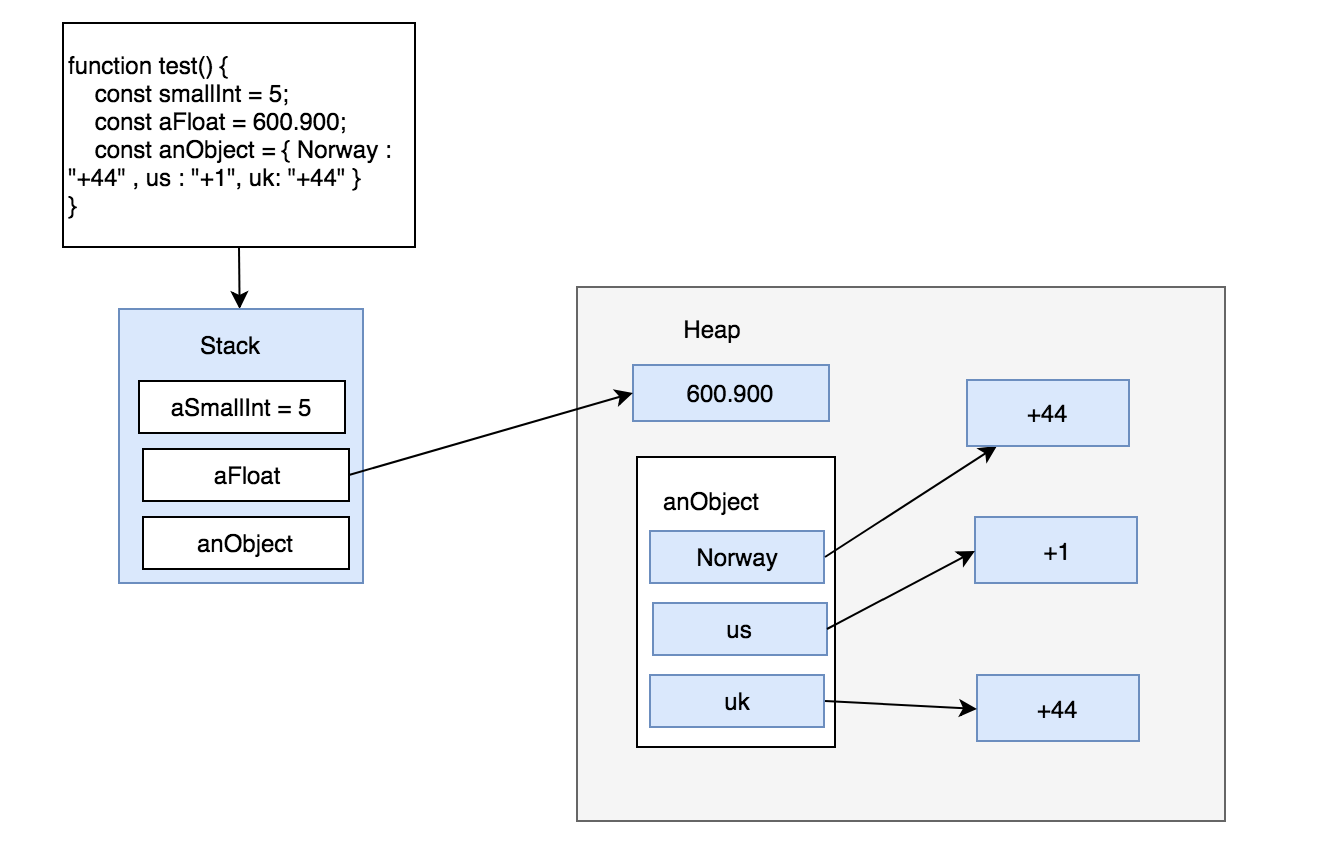 function test() {
const smallInt = 5;
const aFloat = 600.900;
const anObject = { Norway :
"+44" , us : "+1", uk: "+44" }
}
Stack
aSmallInt = 5
aFloat
anObject
Heap
600.900
anObject
Norway
us
uk
+44
+1
+44